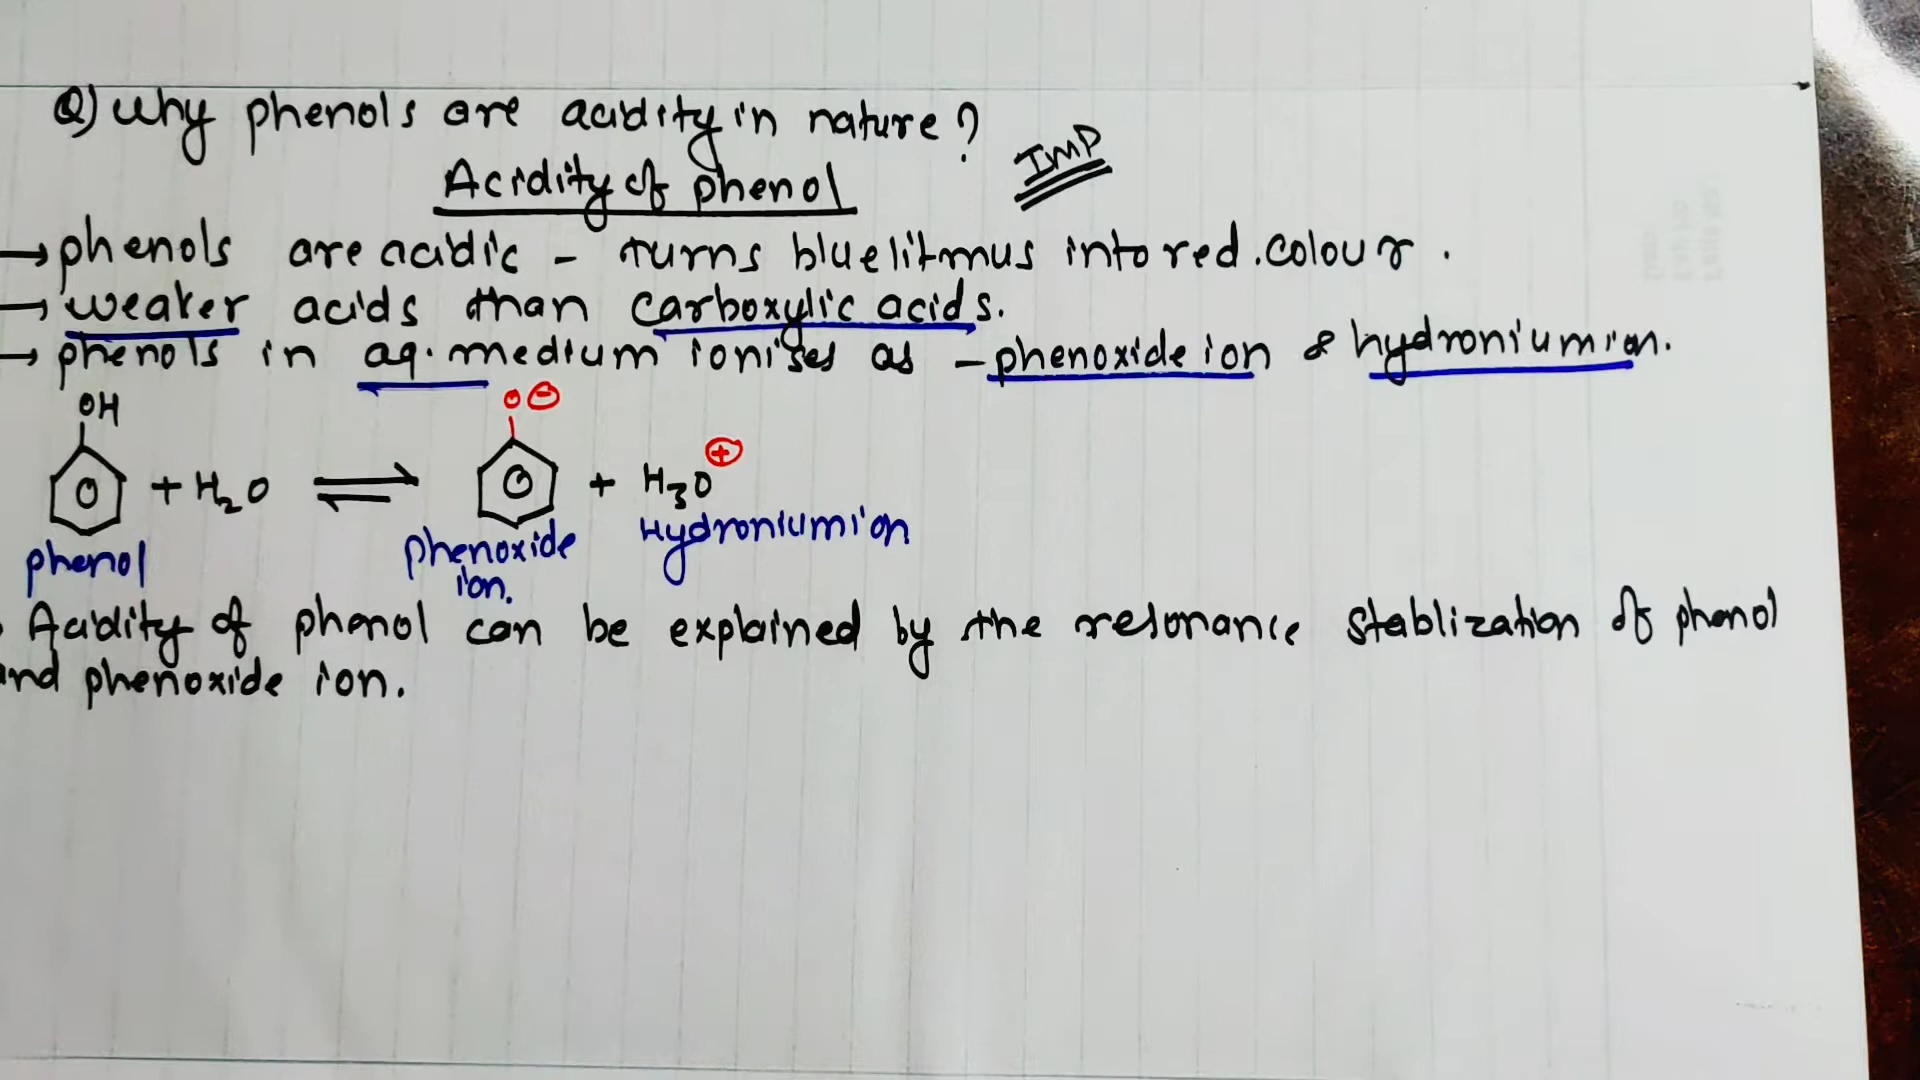 Q) Why phenols are acidity in nature?
IMP
Acidity of phenol
→ phenols are acidic - turns blue litmus into red.colour.
→ weaker acids than carboxylic acids.
→ phenols in aq. medium ionises as - phenoxide ion & hydronium ion.
OH O⊖
+ H2O ⇌ + H3O⊕
phenol phenoxide ion. Hydronium ion
Acidity of phenol can be explained by the resonance stablization of phenol
and phenoxide ion.